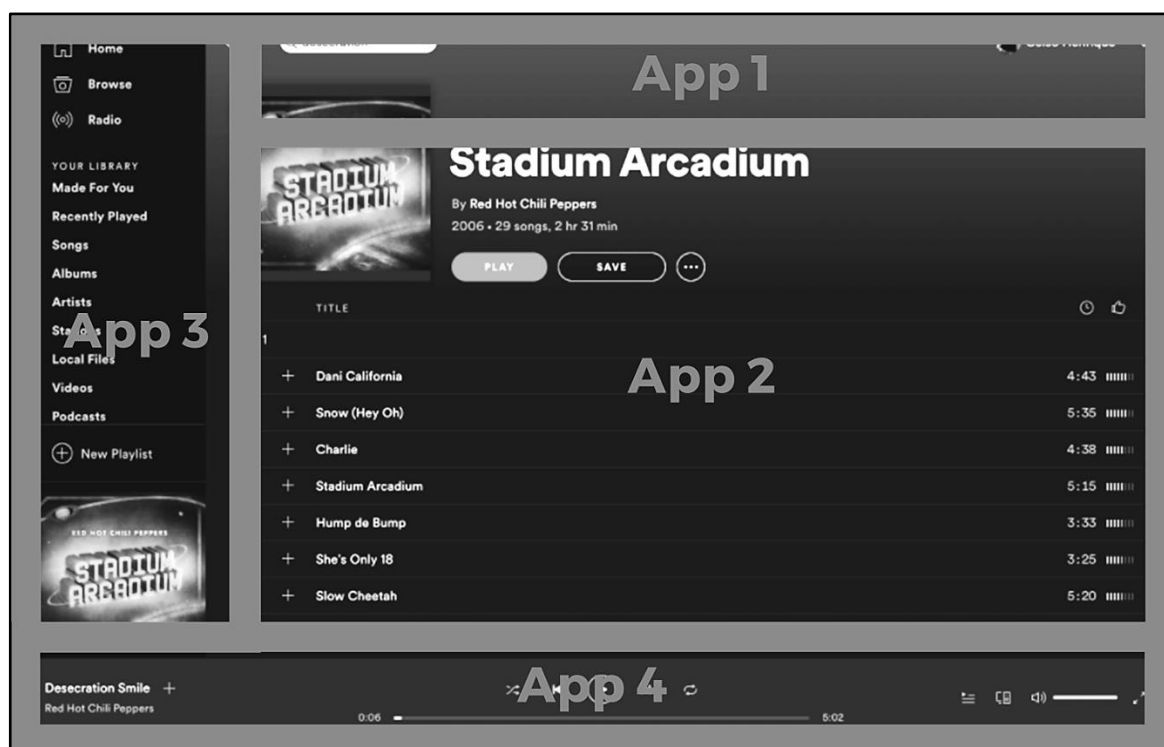 Home
Browse
Radio
YOUR LIBRARY
Made For You
Recently Played
Songs
Albums
Artists
Stations
Local Files
Videos
Podcasts
New Playlist
RED HOT CHILI PEPPERS
STADIUM
ARCADIUM
App 3
App 1
STADIUM
ARCADIUM
Stadium Arcadium
By Red Hot Chili Peppers
2006 • 29 songs, 2 hr 31 min
PLAY
SAVE
TITLE
1
App 2
+ Dani California 4:43
+ Snow (Hey Oh) 5:35
+ Charlie 4:38
+ Stadium Arcadium 5:15
+ Hump de Bump 3:33
+ She's Only 18 3:25
+ Slow Cheetah 5:20
Desecration Smile +
Red Hot Chili Peppers
App 4
0:06
5:02